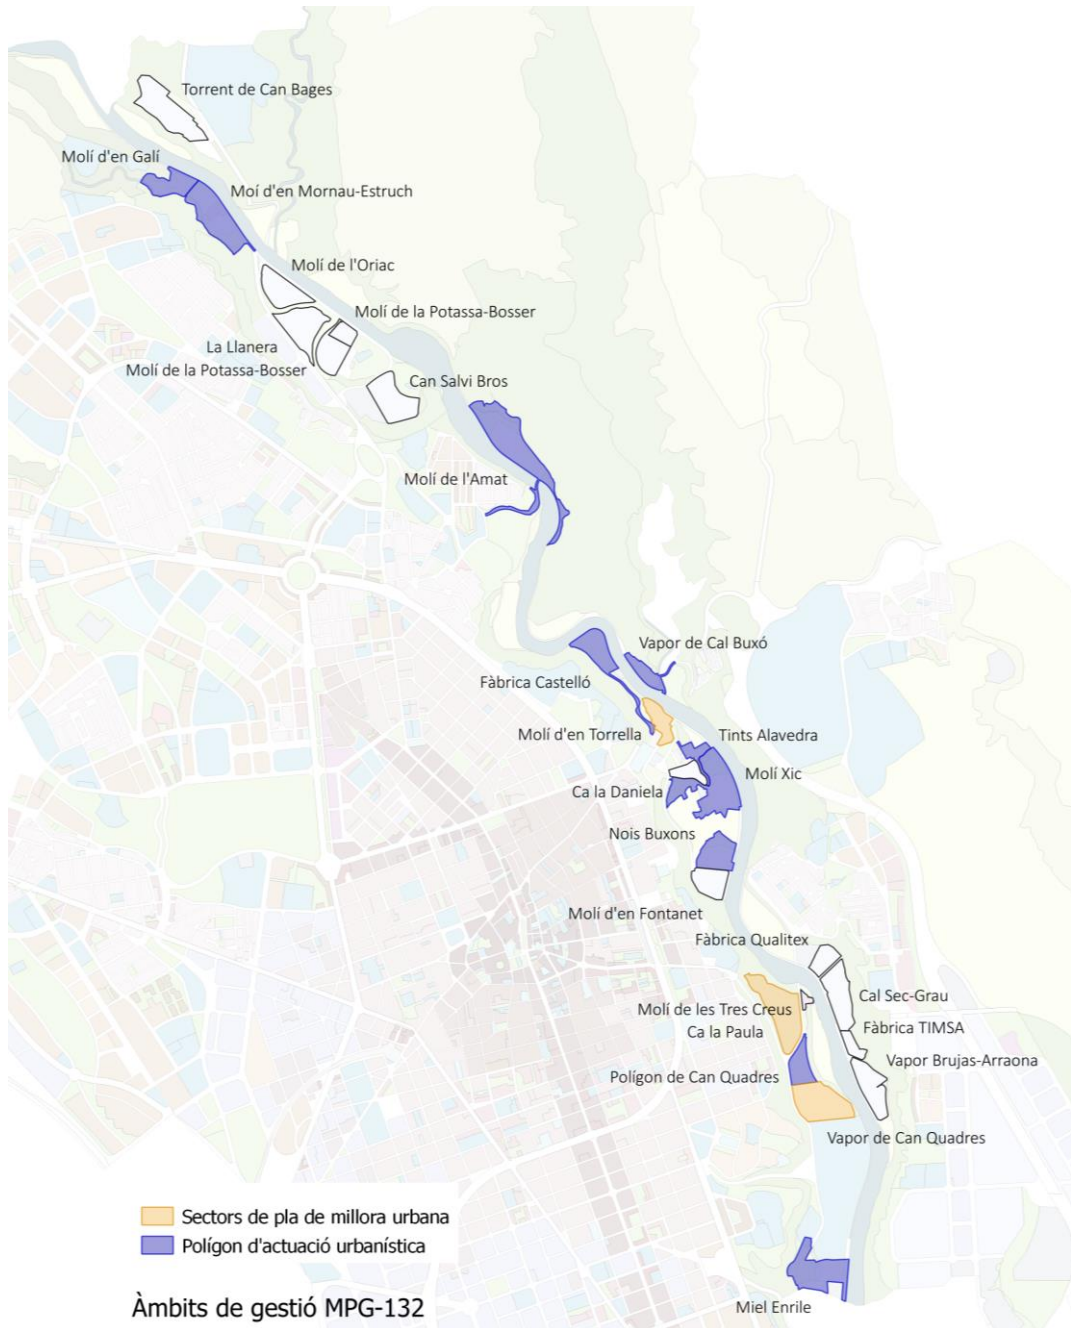 Torrent de Can Bages
Molí d'en Galí
Moí d'en Mornau-Estruch
Molí de l'Oriac
Molí de la Potassa-Bosser
La Llanera
Molí de la Potassa-Bosser
Can Salvi Bros
Molí de l'Amat
Vapor de Cal Buxó
Fàbrica Castelló
Molí d'en Torrella
Tints Alavedra
Molí Xic
Ca la Daniela
Nois Buxons
Molí d'en Fontanet
Fàbrica Qualitex
Cal Sec-Grau
Molí de les Tres Creus
Fàbrica TIMSA
Ca la Paula
Vapor Brujas-Arraona
Polígon de Can Quadres
Vapor de Can Quadres
Sectors de pla de millora urbana
Polígon d'actuació urbanística
Àmbits de gestió MPG-132
Miel Enrile